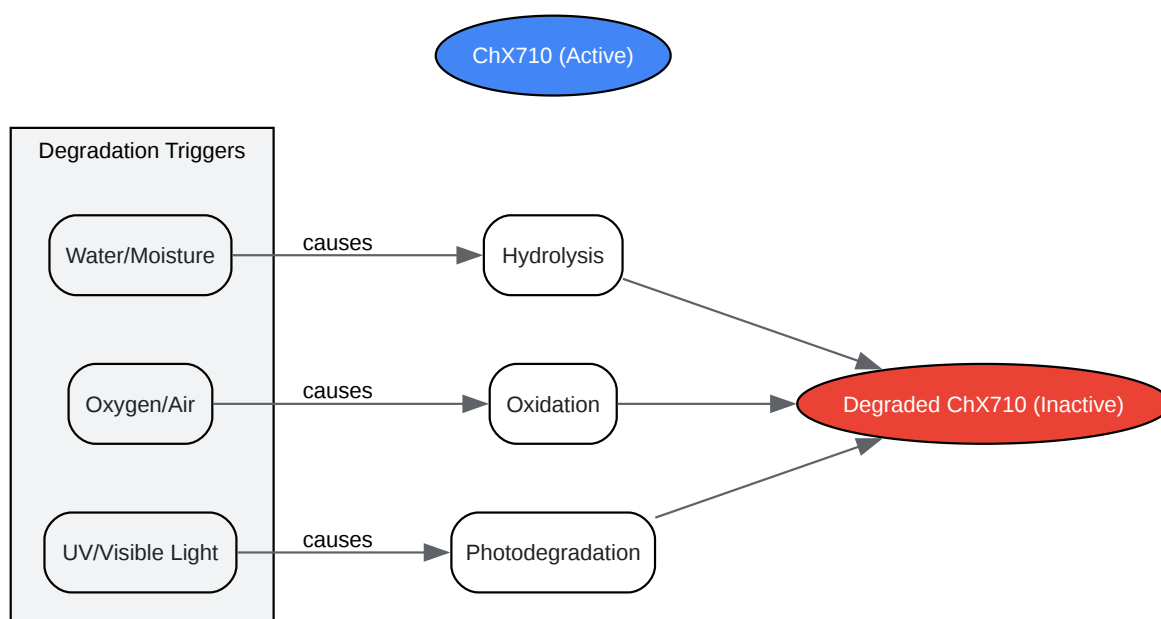 ChX710 (Active)
Degradation Triggers
Water/Moisture
causes
Hydrolysis
Oxygen/Air
causes
Oxidation
Degraded ChX710 (Inactive)
UV/Visible Light
causes
Photodegradation